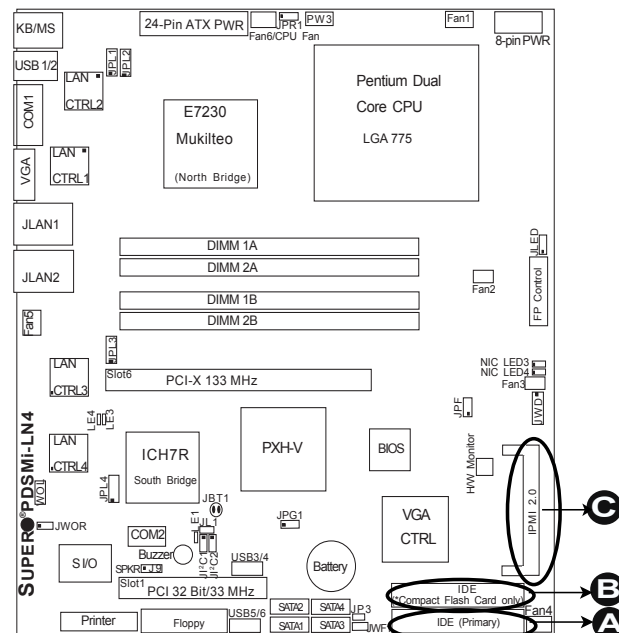 KB/MS
24-Pin ATX PWR
JPR1
PW3
Fan6/CPU Fan
Fan1
8-pin PWR
USB 1/2
JPL1
JPL2
LAN
CTRL2
COM1
E7230
Mukilteo
(North Bridge)
Pentium Dual
Core CPU
LGA 775
LAN
CTRL1
VGA
JLAN1
JLAN2
DIMM 1A
DIMM 2A
DIMM 1B
DIMM 2B
JLED
FP Control
Fan2
Fan5
JPL3
Slot6
PCI-X 133 MHz
LAN
CTRL3
NIC LED3
NIC LED4
Fan3
JWD
JPF
LE4
LE3
LAN
CTRL4
ICH7R
South Bridge
PXH-V
BIOS
H/W Monitor
IPMI 2.0
C
WOL
JPL4
JBT1
JWOR
SUPER®PDSMi-LN4
COM2
LE1
JL1
JPG1
VGA
CTRL
S I/O
Buzzer
JI²C1
JI²C2
SPKR
J9
USB3/4
Battery
Slot1
PCI 32 Bit/33 MHz
IDE
(*Compact Flash Card only)
B
Fan4
Printer
Floppy
USB5/6
SATA2
SATA4
JP3
SATA1
SATA3
JWF1
IDE (Primary)
A